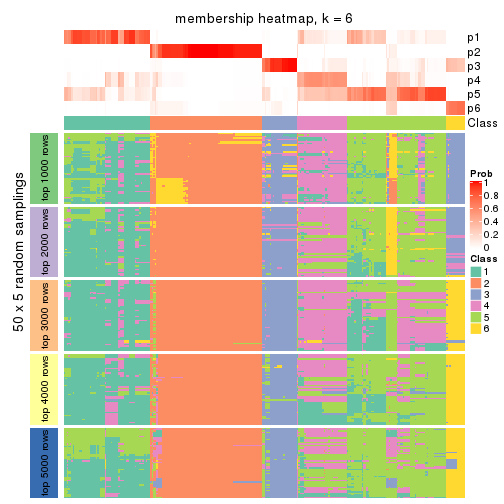 membership heatmap, k = 6
p1
p2
p3
p4
p5
p6
Class
50 x 5 random samplings
top 1000 rows
top 2000 rows
top 3000 rows
top 4000 rows
top 5000 rows
Prob
1
0.8
0.6
0.4
0.2
0
Class
1
2
3
4
5
6